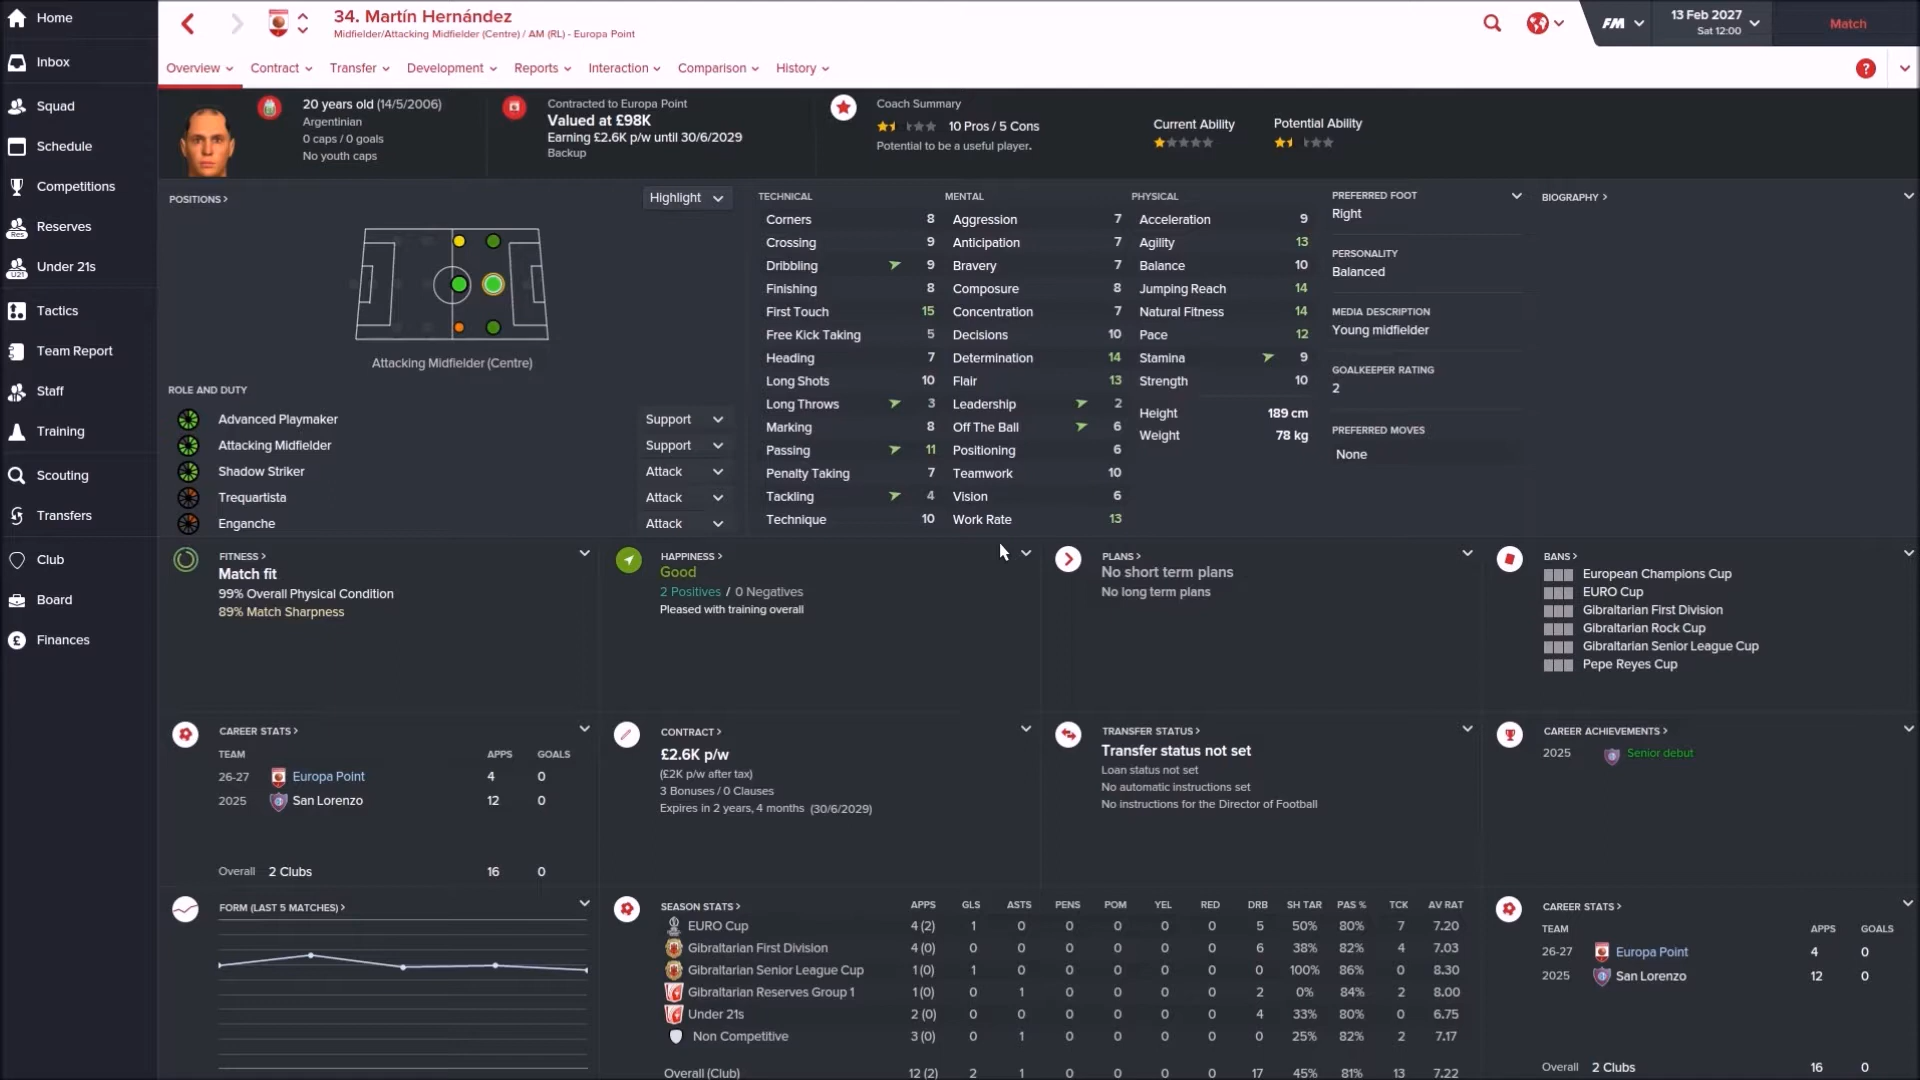 Home
Inbox
Squad
Schedule
Competitions
Res
Reserves
U21
Under 21s
Tactics
Team Report
Staff
Training
Scouting
Transfers
Club
Board
Finances
34. Martín Hernández
Midfielder/Attacking Midfielder (Centre) / AM (RL) - Europa Point
FM
13 Feb 2027
Sat 12:00
Match
Overview
Contract
Transfer
Development
Reports
Interaction
Comparison
History
?
20 years old (14/5/2006)
Argentinian
0 caps / 0 goals
No youth caps
Contracted to Europa Point
Valued at £98K
Earning £2.6K p/w until 30/6/2029
Backup
Coach Summary
10 Pros / 5 Cons
Potential to be a useful player.
Current Ability
Potential Ability
POSITIONS >
Highlight
Attacking Midfielder (Centre)
ROLE AND DUTY
Advanced Playmaker Support
Attacking Midfielder Support
Shadow Striker Attack
Trequartista Attack
Enganche Attack
TECHNICAL
Corners 8
Crossing 9
Dribbling 9
Finishing 8
First Touch 15
Free Kick Taking 5
Heading 7
Long Shots 10
Long Throws 3
Marking 8
Passing 11
Penalty Taking 7
Tackling 4
Technique 10
MENTAL
Aggression 7
Anticipation 7
Bravery 7
Composure 8
Concentration 7
Decisions 10
Determination 14
Flair 13
Leadership 2
Off The Ball 6
Positioning 6
Teamwork 10
Vision 6
Work Rate 13
PHYSICAL
Acceleration 9
Agility 13
Balance 10
Jumping Reach 14
Natural Fitness 14
Pace 12
Stamina 9
Strength 10
Height 189 cm
Weight 78 kg
PREFERRED FOOT
Right
PERSONALITY
Balanced
MEDIA DESCRIPTION
Young midfielder
GOALKEEPER RATING
2
PREFERRED MOVES
None
BIOGRAPHY >
FITNESS >
Match fit
99% Overall Physical Condition
89% Match Sharpness
HAPPINESS >
Good
2 Positives / 0 Negatives
Pleased with training overall
PLANS >
No short term plans
No long term plans
BANS >
European Champions Cup
EURO Cup
Gibraltarian First Division
Gibraltarian Rock Cup
Gibraltarian Senior League Cup
Pepe Reyes Cup
CAREER STATS >
TEAM APPS GOALS
26-27 Europa Point 4 0
2025 San Lorenzo 12 0
Overall 2 Clubs 16 0
CONTRACT >
£2.6K p/w
(£2K p/w after tax)
3 Bonuses / 0 Clauses
Expires in 2 years, 4 months (30/6/2029)
TRANSFER STATUS >
Transfer status not set
Loan status not set
No automatic instructions set
No instructions for the Director of Football
CAREER ACHIEVEMENTS >
2025 Senior debut
FORM (LAST 5 MATCHES) >
SEASON STATS > APPS GLS ASTS PENS POM YEL RED DRB SH TAR PAS % TCK AV RAT
EURO Cup 4 (2) 1 0 0 0 0 0 5 50% 80% 7 7.20
Gibraltarian First Division 4 (0) 0 0 0 0 0 0 6 38% 82% 4 7.03
Gibraltarian Senior League Cup 1 (0) 1 0 0 0 0 0 0 100% 86% 0 8.30
Gibraltarian Reserves Group 1 1 (0) 0 1 0 0 0 0 2 0% 84% 2 8.00
Under 21s 2 (0) 0 0 0 0 0 0 4 33% 80% 0 6.75
Non Competitive 3 (0) 0 1 0 0 0 0 0 25% 82% 2 7.17
Overall (Club) 12 (2) 2 1 0 0 0 0 17 45% 81% 13 7.22
CAREER STATS >
TEAM APPS GOALS
26-27 Europa Point 4 0
2025 San Lorenzo 12 0
Overall 2 Clubs 16 0